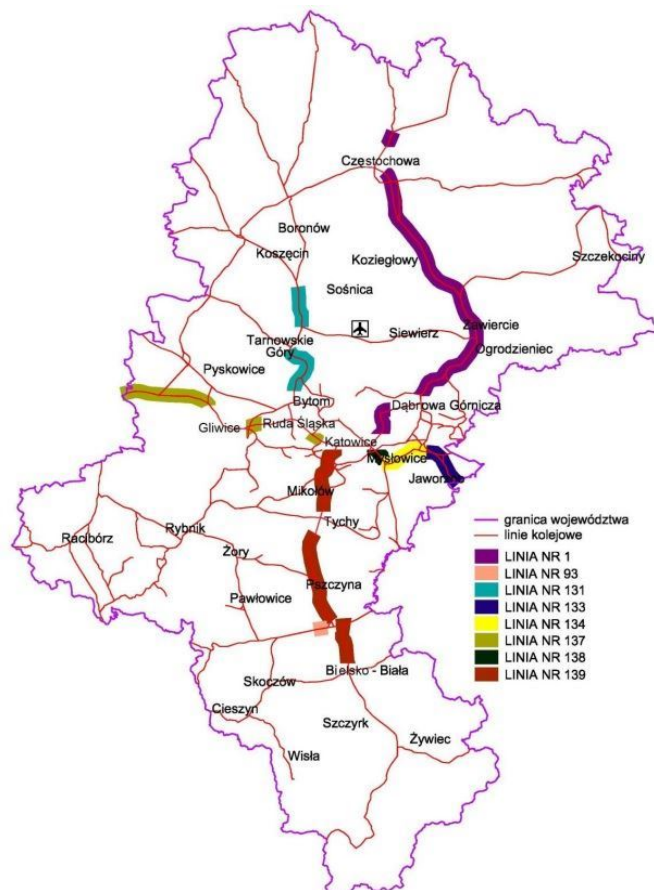 Częstochowa
Boronów
Koszęcin
Koziegłowy
Szczekociny
Sośnica
Zawiercie
Siewierz
Tarnowskie
Góry
Ogrodzieniec
Pyskowice
Bytom
Dąbrowa Górnicza
Gliwice
Ruda Śląska
Katowice
Mysłowice
Jaworzno
Mikołów
Tychy
Racibórz
Rybnik
Żory
Pszczyna
Pawłowice
Bielsko - Biała
Skoczów
Cieszyn
Szczyrk
Żywiec
Wisła
granica województwa
linie kolejowe
LINIA NR 1
LINIA NR 93
LINIA NR 131
LINIA NR 133
LINIA NR 134
LINIA NR 137
LINIA NR 138
LINIA NR 139